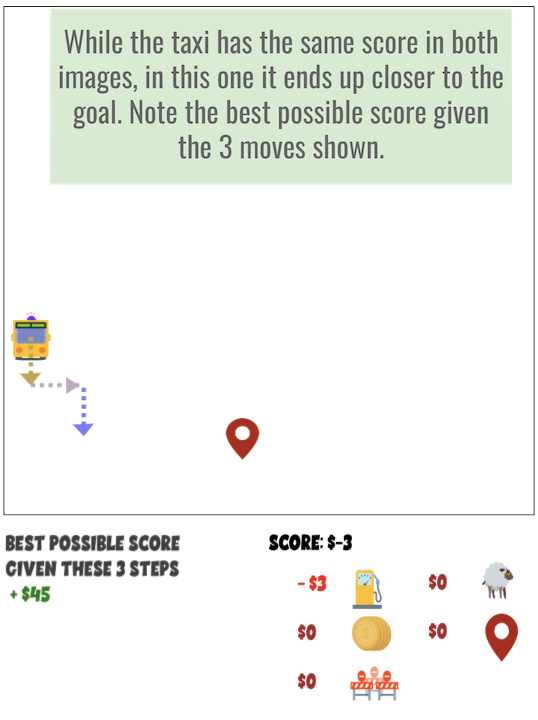 While the taxi has the same score in both
images, in this one it ends up closer to the
goal. Note the best possible score given
the 3 moves shown.
BEST POSSIBLE SCORE
GIVEN THESE 3 STEPS
+ $45
SCORE: $-3
- $3
$0
$0
$0
$0